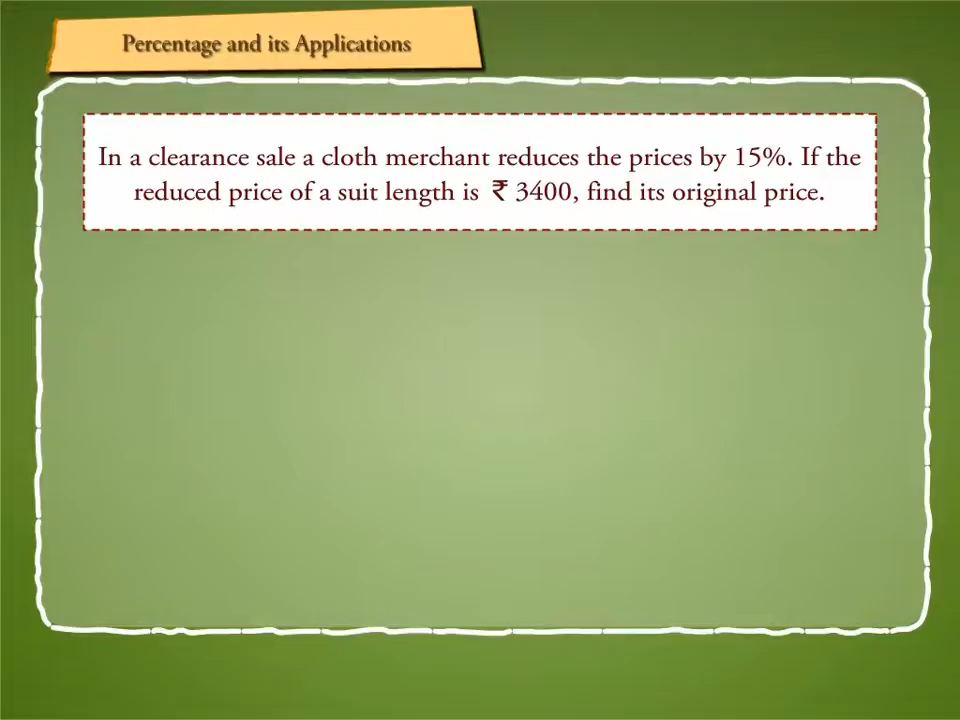 Percentage and its Applications
In a clearance sale a cloth merchant reduces the prices by 15%. If the
reduced price of a suit length is ₹ 3400, find its original price.